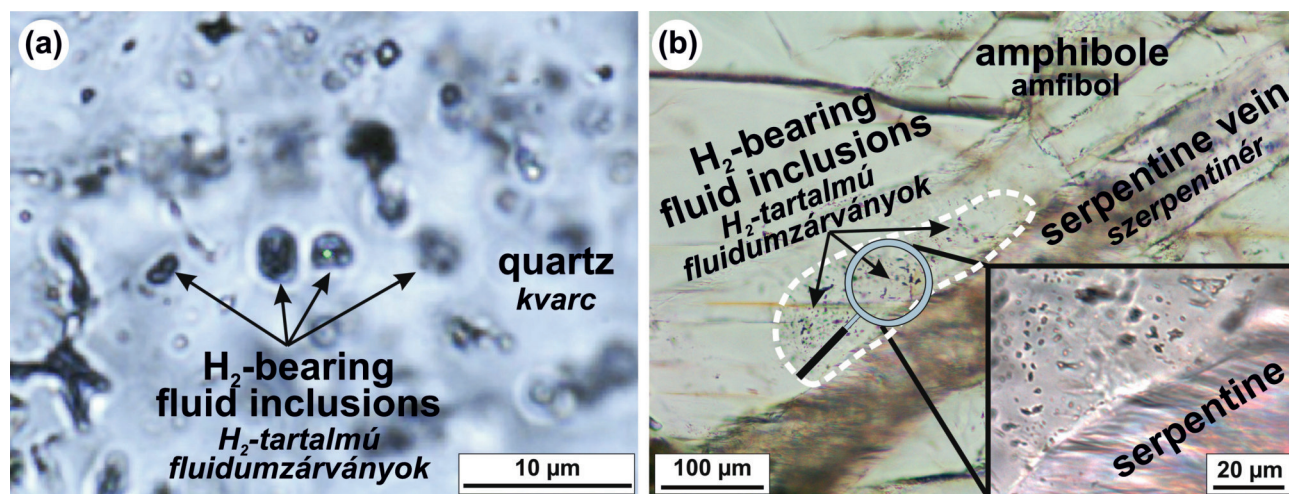 (a)
quartz
kvarc
H₂-bearing
fluid inclusions
H₂-tartalmú
fluidumzárványok
10 µm
(b)
amphibole
amfibol
H₂-bearing
fluid inclusions
H₂-tartalmú
fluidumzárványok
serpentine vein
szerpentinér
serpentine
100 µm
20 µm